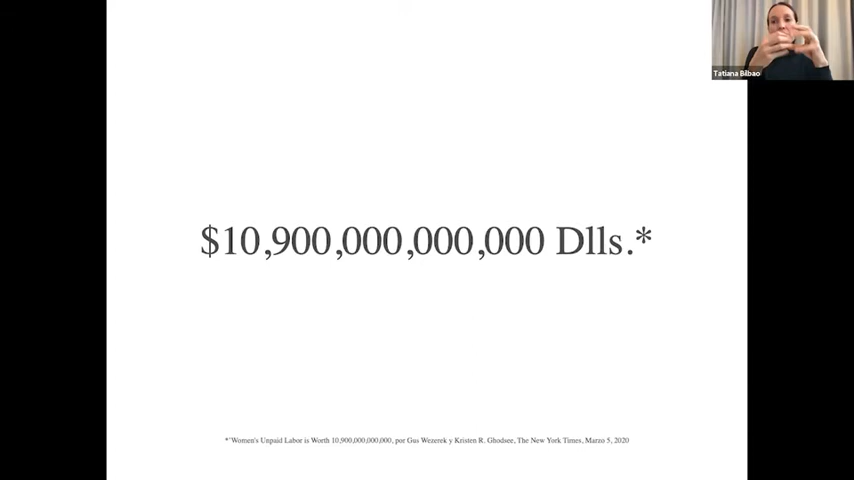 Tatiana Bilbao
$10,900,000,000,000 Dlls.*
*"Women's Unpaid Labor is Worth 10,900,000,000,000, por Gus Wezerek y Kristen R. Ghodsee, The New York Times, Marzo 5, 2020